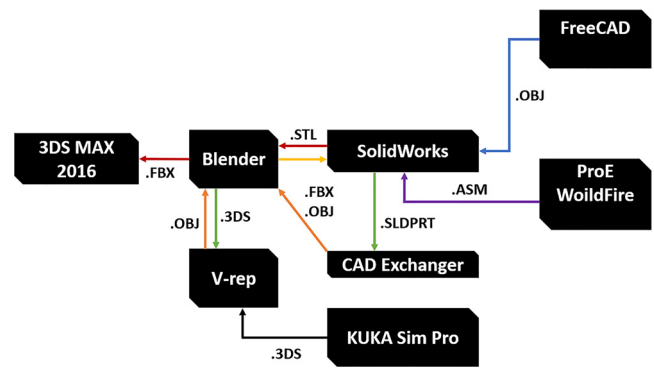 FreeCAD
.OBJ
.STL
3DS MAX
2016
.FBX
Blender
SolidWorks
ProE
WoildFire
.ASM
.FBX
.OBJ
.OBJ
.3DS
.SLDPRT
V-rep
CAD Exchanger
KUKA Sim Pro
.3DS